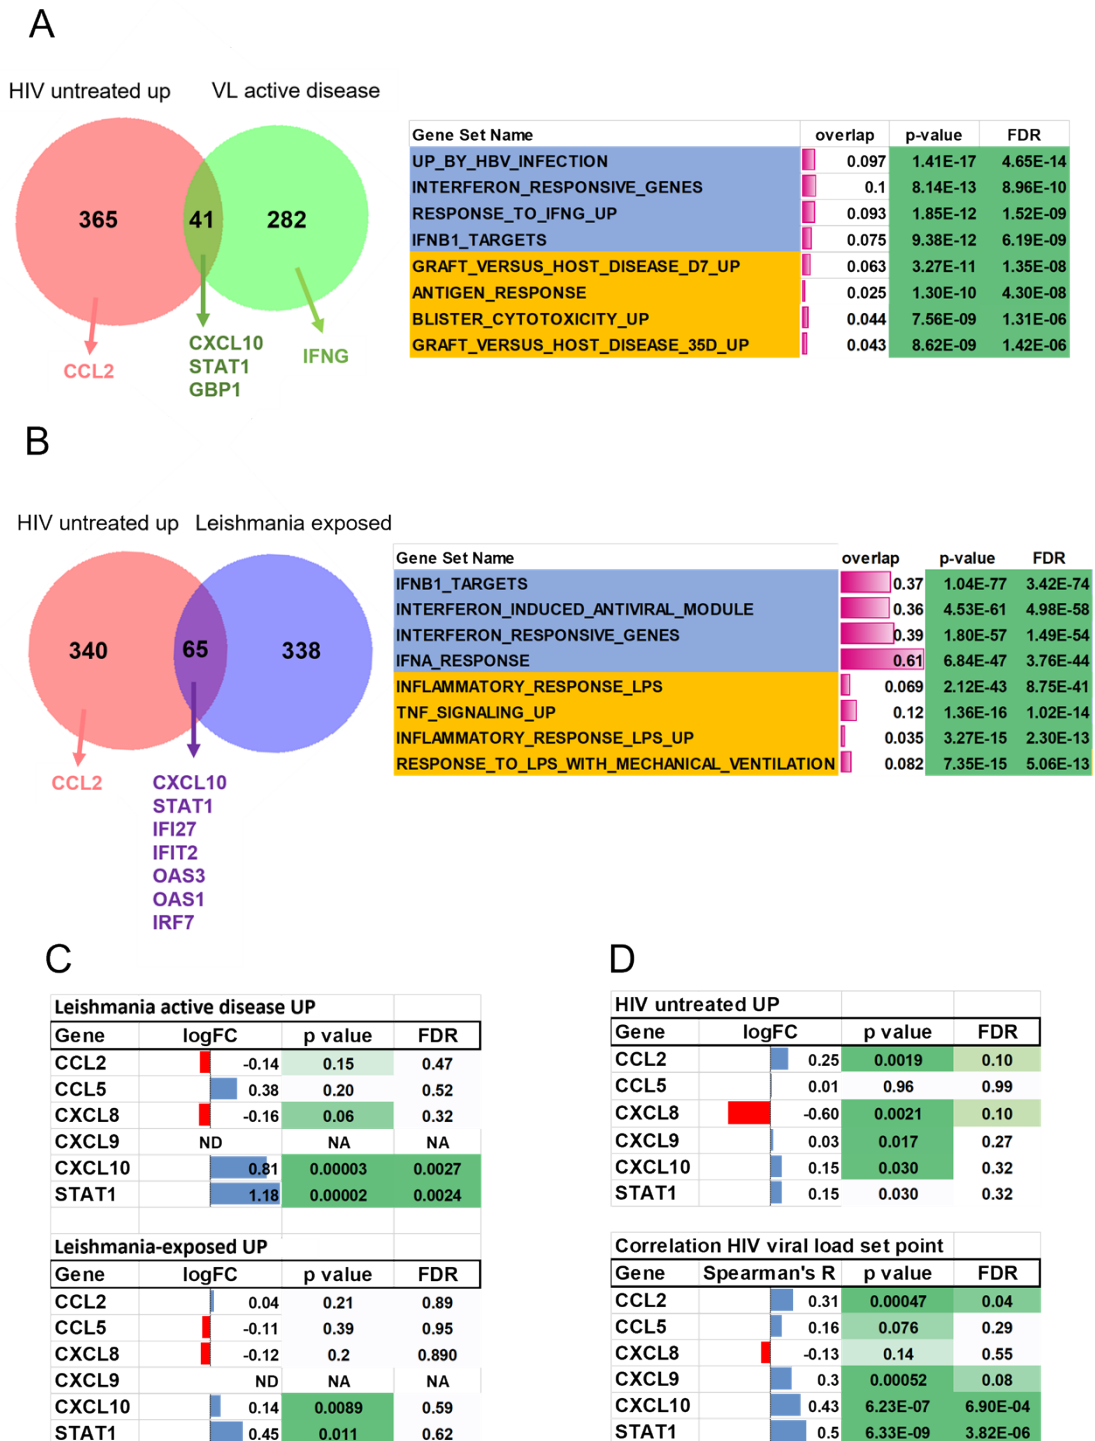 A
HIV untreated up VL active disease
365 41 282
CXCL10
STAT1
GBP1
CCL2
IFNG
Gene Set Name overlap p-value FDR
UP_BY_HBV_INFECTION 0.097 1.41E-17 4.65E-14
INTERFERON_RESPONSIVE_GENES 0.1 8.14E-13 8.96E-10
RESPONSE_TO_IFNG_UP 0.093 1.85E-12 1.52E-09
IFNB1_TARGETS 0.075 9.38E-12 6.19E-09
GRAFT_VERSUS_HOST_DISEASE_D7_UP 0.063 3.27E-11 1.35E-08
ANTIGEN_RESPONSE 0.025 1.30E-10 4.30E-08
BLISTER_CYTOTOXICITY_UP 0.044 7.56E-09 1.31E-06
GRAFT_VERSUS_HOST_DISEASE_35D_UP 0.043 8.62E-09 1.42E-06
B
HIV untreated up Leishmania exposed
340 65 338
CCL2
CXCL10
STAT1
IFI27
IFIT2
OAS3
OAS1
IRF7
Gene Set Name overlap p-value FDR
IFNB1_TARGETS 0.37 1.04E-77 3.42E-74
INTERFERON_INDUCED_ANTIVIRAL_MODULE 0.36 4.53E-61 4.98E-58
INTERFERON_RESPONSIVE_GENES 0.39 1.80E-57 1.49E-54
IFNA_RESPONSE 0.61 6.84E-47 3.76E-44
INFLAMMATORY_RESPONSE_LPS 0.069 2.12E-43 8.75E-41
TNF_SIGNALING_UP 0.12 1.36E-16 1.02E-14
INFLAMMATORY_RESPONSE_LPS_UP 0.035 3.27E-15 2.30E-13
RESPONSE_TO_LPS_WITH_MECHANICAL_VENTILATION 0.082 7.35E-15 5.06E-13
C
Leishmania active disease UP
Gene logFC p value FDR
CCL2 -0.14 0.15 0.47
CCL5 0.38 0.20 0.52
CXCL8 -0.16 0.06 0.32
CXCL9 ND NA NA
CXCL10 0.81 0.00003 0.0027
STAT1 1.18 0.00002 0.0024
Leishmania-exposed UP
Gene logFC p value FDR
CCL2 0.04 0.21 0.89
CCL5 -0.11 0.39 0.95
CXCL8 -0.12 0.2 0.890
CXCL9 ND NA NA
CXCL10 0.14 0.0089 0.59
STAT1 0.45 0.011 0.62
D
HIV untreated UP
Gene logFC p value FDR
CCL2 0.25 0.0019 0.10
CCL5 0.01 0.96 0.99
CXCL8 -0.60 0.0021 0.10
CXCL9 0.03 0.017 0.27
CXCL10 0.15 0.030 0.32
STAT1 0.15 0.030 0.32
Correlation HIV viral load set point
Gene Spearman's R p value FDR
CCL2 0.31 0.00047 0.04
CCL5 0.16 0.076 0.29
CXCL8 -0.13 0.14 0.55
CXCL9 0.3 0.00052 0.08
CXCL10 0.43 6.23E-07 6.90E-04
STAT1 0.5 6.33E-09 3.82E-06